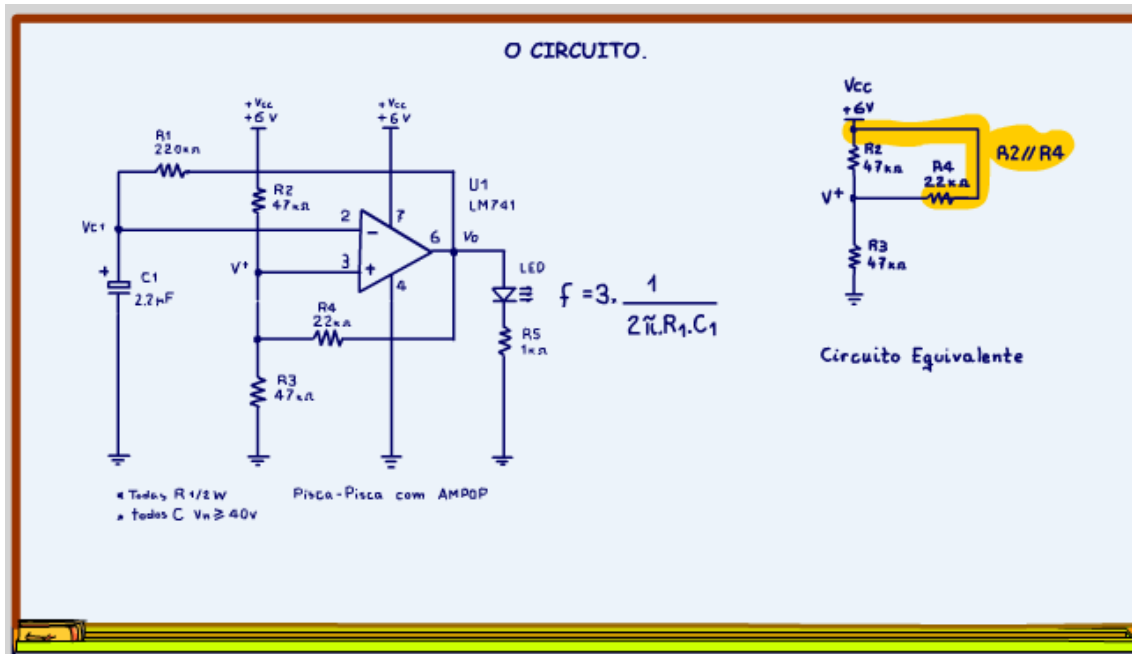 O CIRCUITO.
+Vcc
+6V
+Vcc
+6V
R1
220KΩ
R2
47KΩ
U1
LM741
2
7
6
Vo
Vc1
-
3
+
V+
4
+
C1
2.2µF
R4
22KΩ
R3
47KΩ
LED
R5
1KΩ
f = 3. 1
2π.R1.C1
Vcc
+6V
R2
47KΩ
R4
22KΩ
R2//R4
V+
R3
47KΩ
Circuito Equivalente
* Todas R 1/2W
* todos C Vn ≥ 40V
Pisca-Pisca com AMPOP